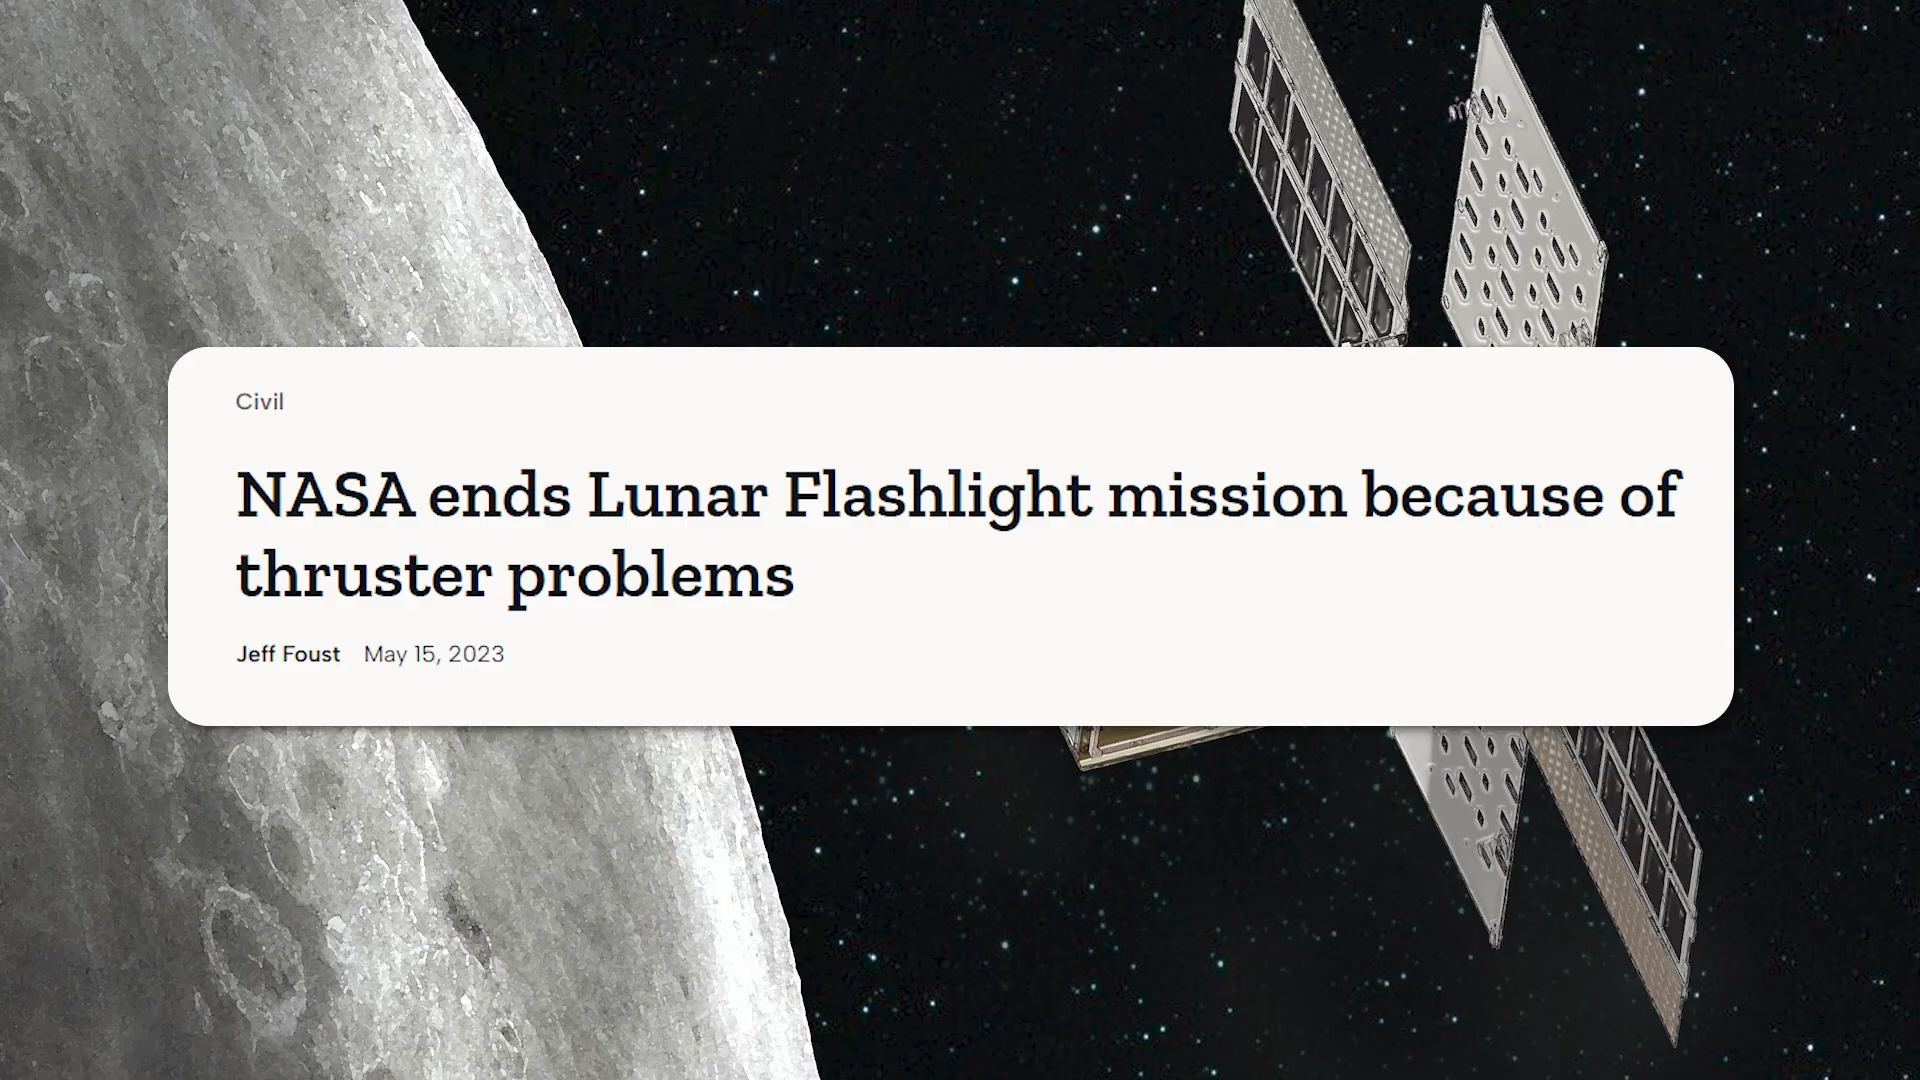 Civil
NASA ends Lunar Flashlight mission because of
thruster problems
Jeff Foust May 15, 2023